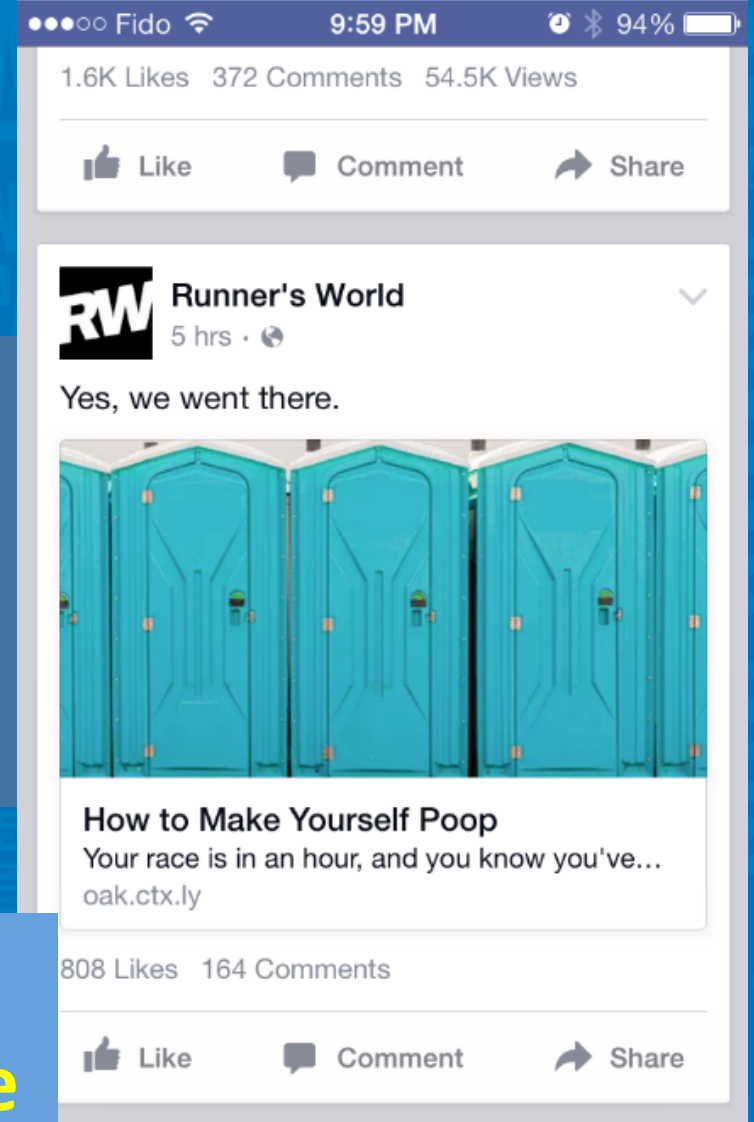 Fido 9:59 PM 94%
1.6K Likes 372 Comments 54.5K Views
Like Comment Share
RW
Runner's World
5 hrs ·
Yes, we went there.
How to Make Yourself Poop
Your race is in an hour, and you know you've...
oak.ctx.ly
808 Likes 164 Comments
Like Comment Share
e